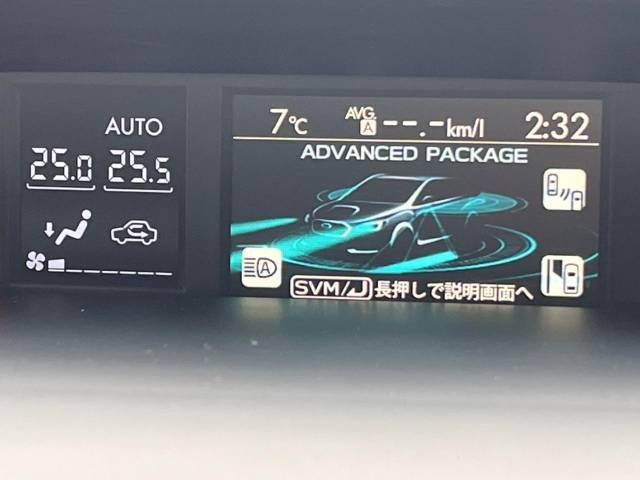 AUTO
25.0 25.5
7℃ AVG. A --.-km/l 2:32
ADVANCED PACKAGE
A
SVM/ 長押しで説明画面へ